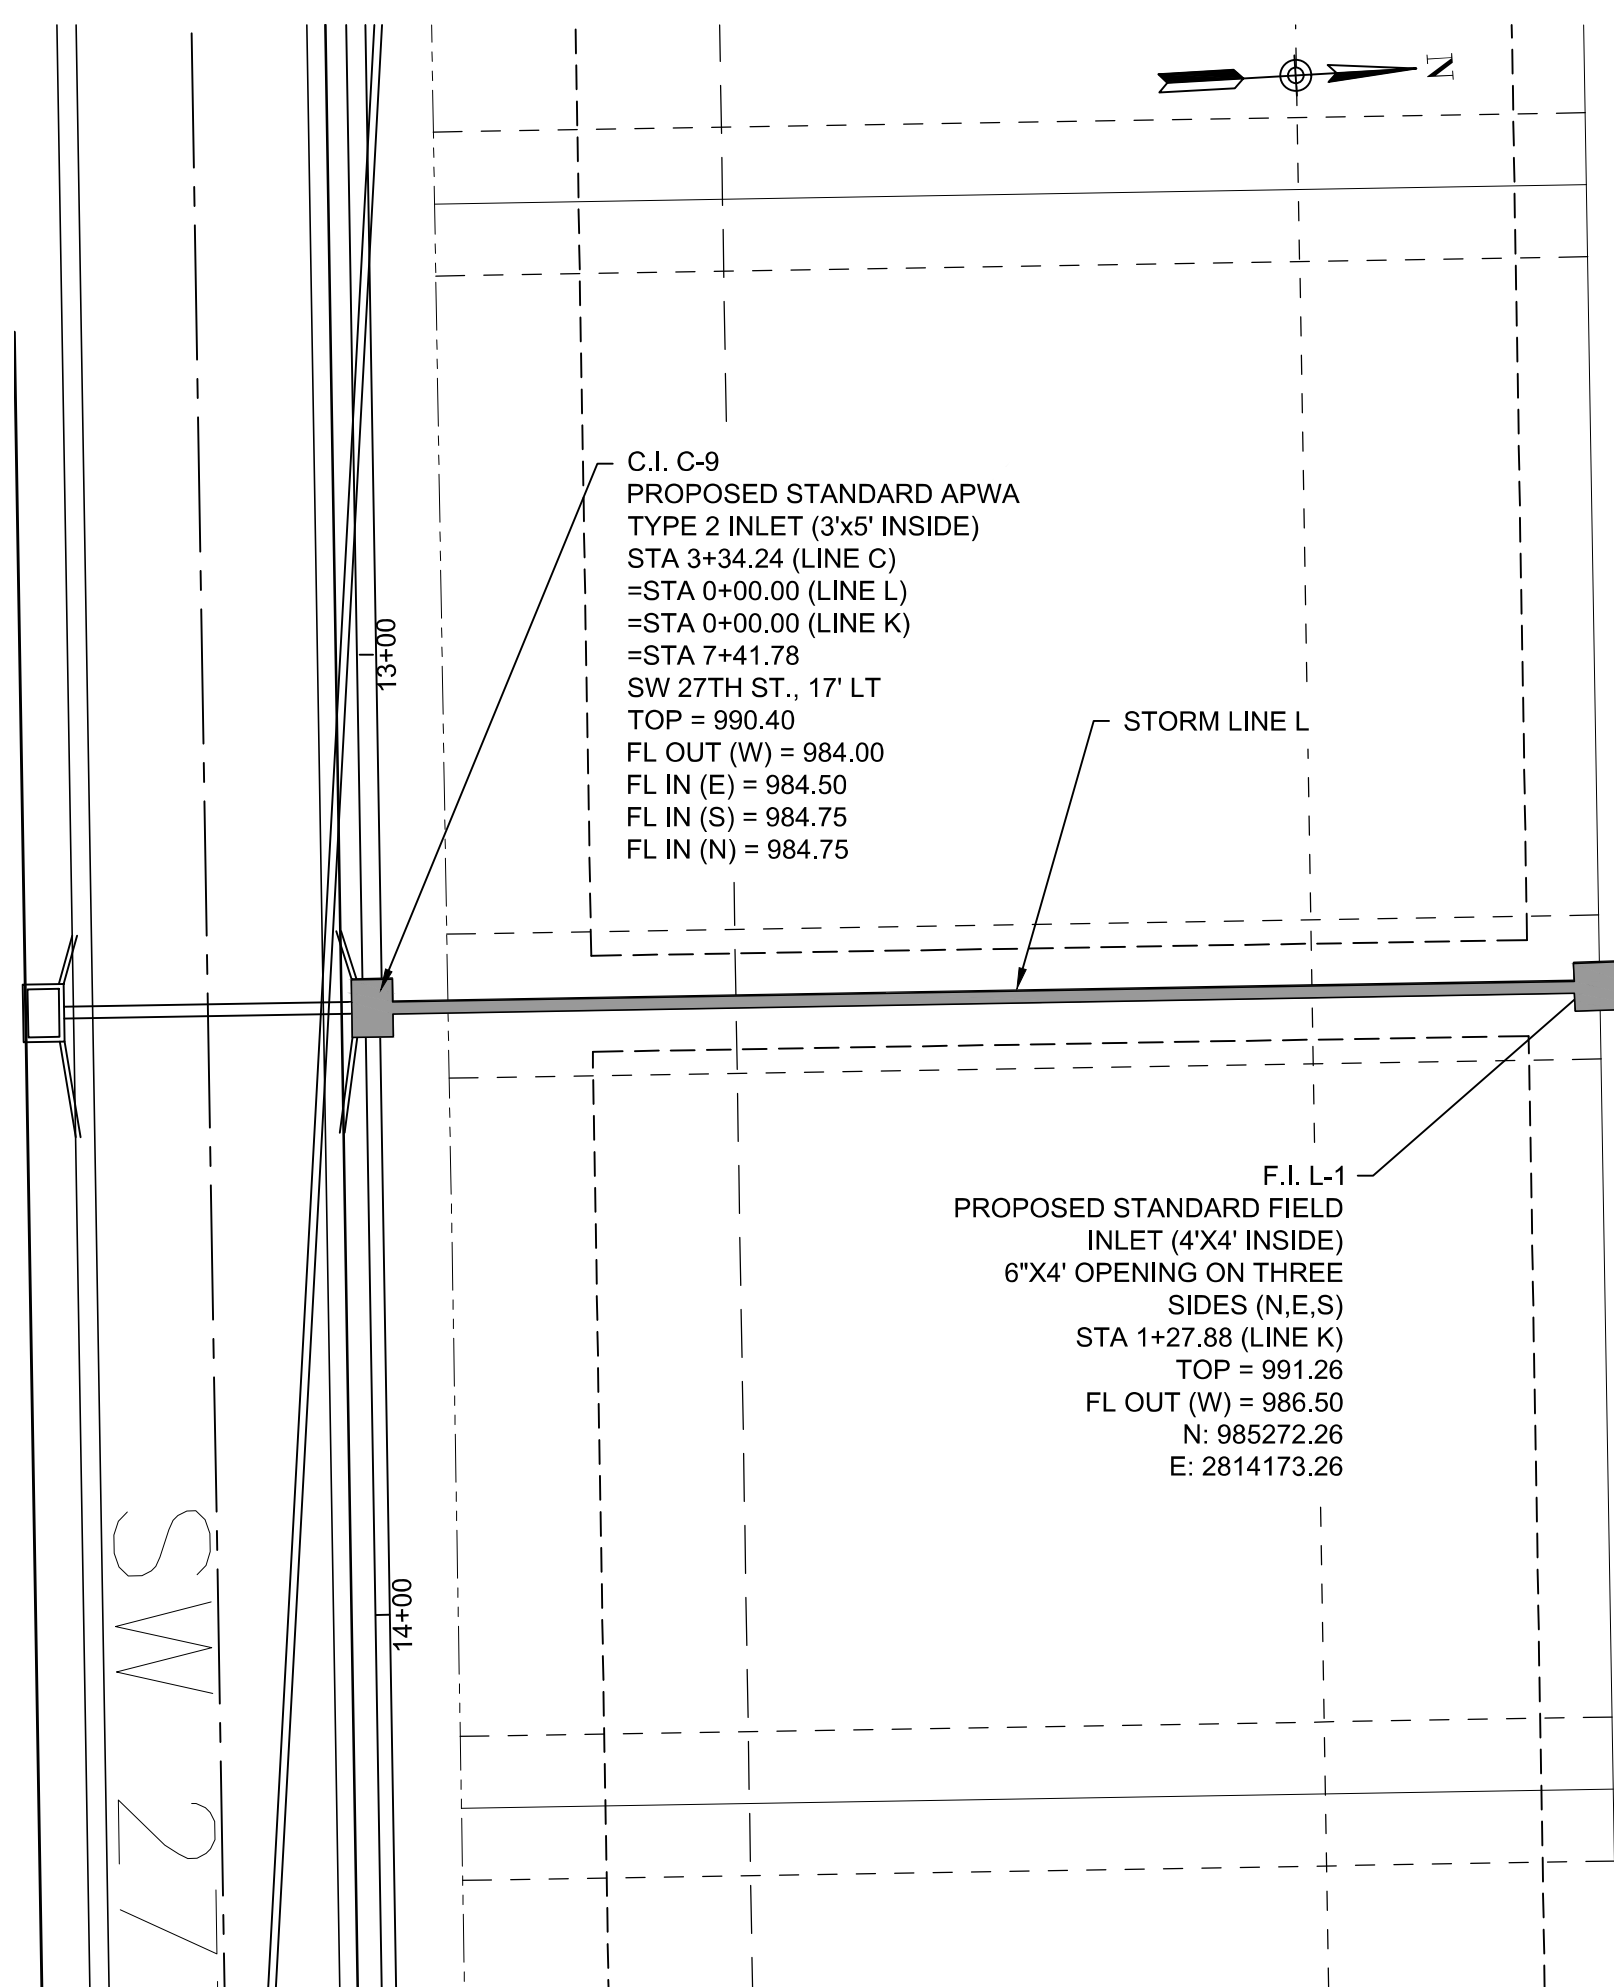 N
C.I. C-9
PROPOSED STANDARD APWA
TYPE 2 INLET (3'x5' INSIDE)
STA 3+34.24 (LINE C)
=STA 0+00.00 (LINE L)
=STA 0+00.00 (LINE K)
=STA 7+41.78
SW 27TH ST., 17' LT
TOP = 990.40
FL OUT (W) = 984.00
FL IN (E) = 984.50
FL IN (S) = 984.75
FL IN (N) = 984.75
13+00
STORM LINE L
F.I. L-1
PROPOSED STANDARD FIELD
INLET (4'X4' INSIDE)
6"X4' OPENING ON THREE
SIDES (N,E,S)
STA 1+27.88 (LINE K)
TOP = 991.26
FL OUT (W) = 986.50
N: 985272.26
E: 2814173.26
14+00
SW 27